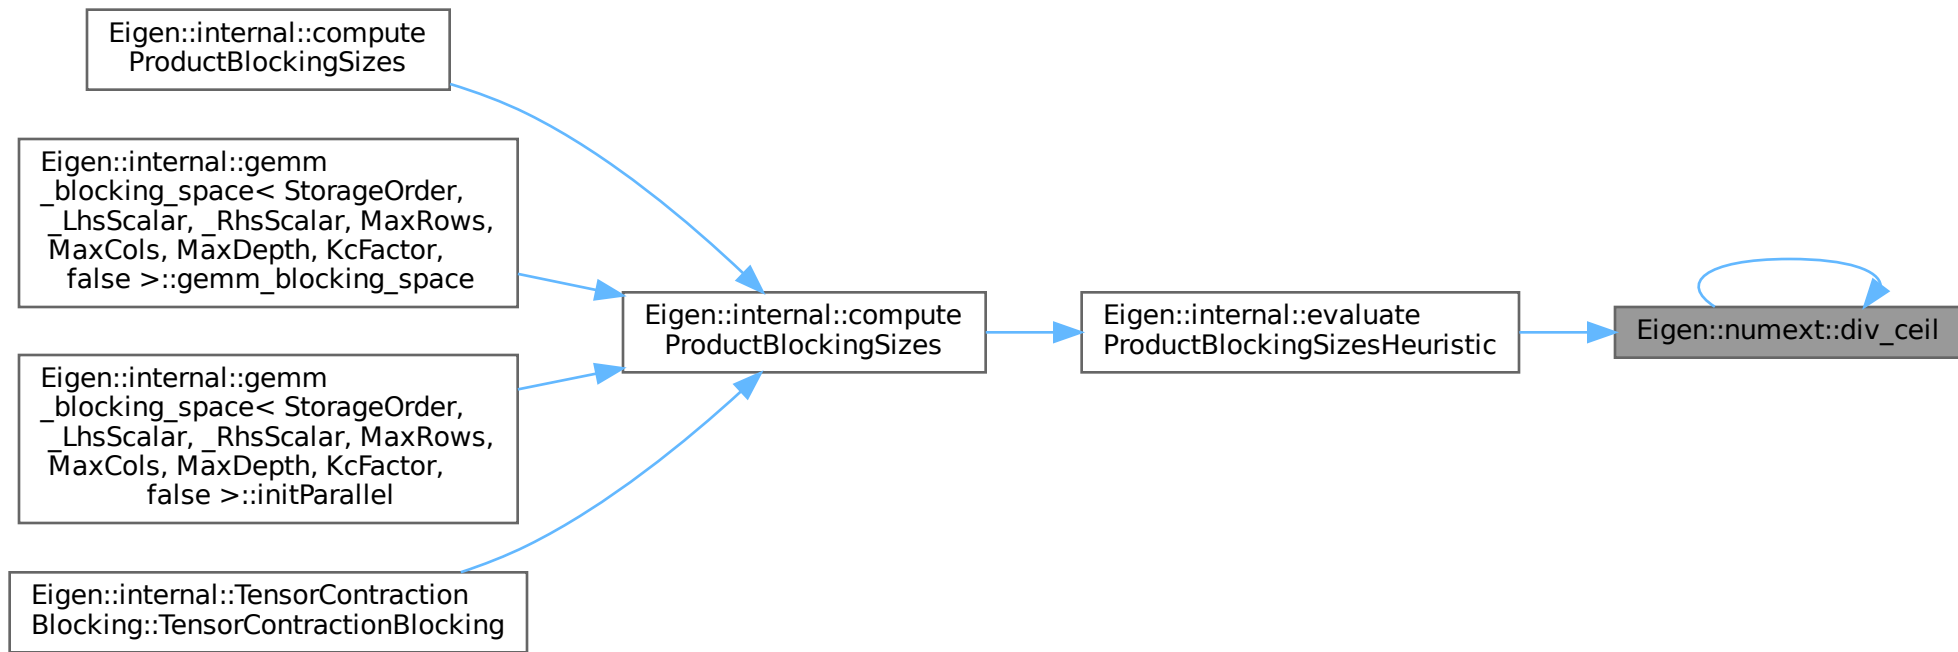 Eigen::internal::compute
ProductBlockingSizes
Eigen::internal::gemm
_blocking_space< StorageOrder,
_LhsScalar, _RhsScalar, MaxRows,
MaxCols, MaxDepth, KcFactor,
false >::gemm_blocking_space
Eigen::internal::gemm
_blocking_space< StorageOrder,
_LhsScalar, _RhsScalar, MaxRows,
MaxCols, MaxDepth, KcFactor,
false >::initParallel
Eigen::internal::TensorContraction
Blocking::TensorContractionBlocking
Eigen::internal::compute
ProductBlockingSizes
Eigen::internal::evaluate
ProductBlockingSizesHeuristic
Eigen::numext::div_ceil